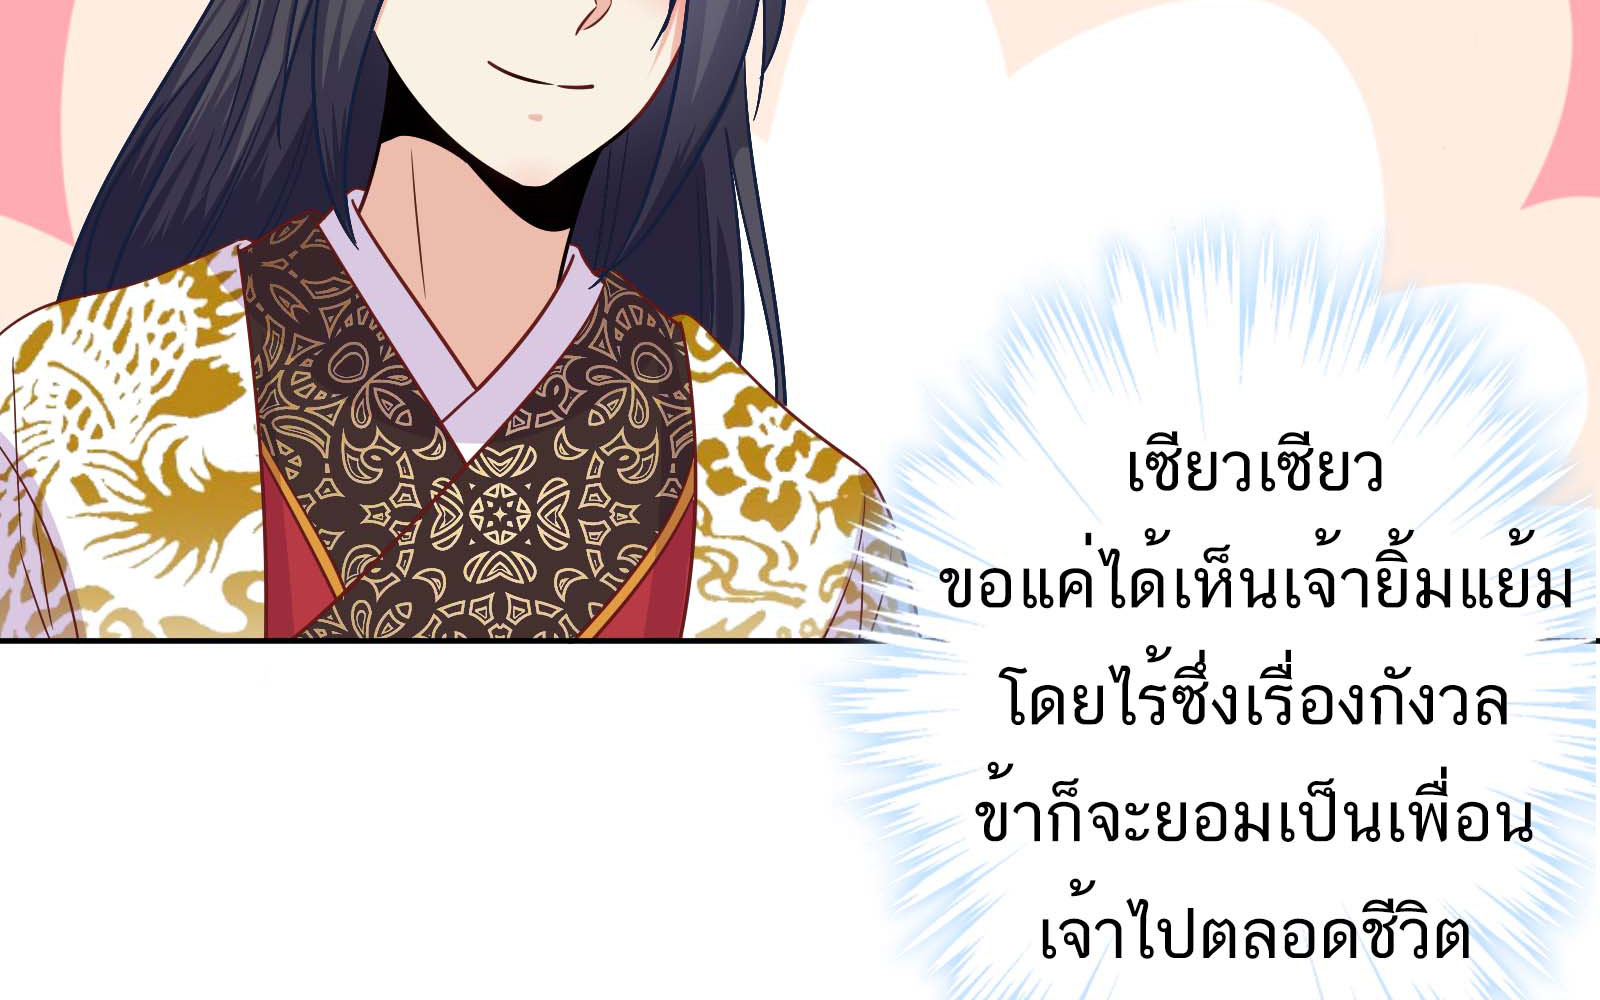 เซียวเซียว
ขอแค่ได้เห็นเจ้ายิ้มแย้ม
โดยไร้ซึ่งเรื่องกังวล
ข้าก็จะยอมเป็นเพื่อน
เจ้าไปตลอดชีวิต